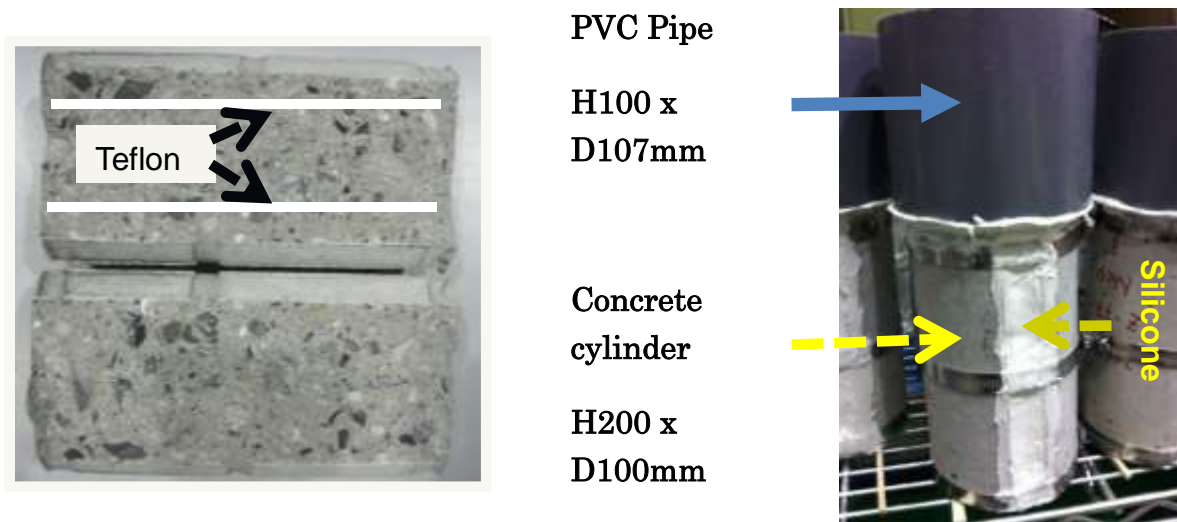 Teflon
PVC Pipe
H100 x
D107mm
Concrete
cylinder
H200 x
D100mm
Silicone